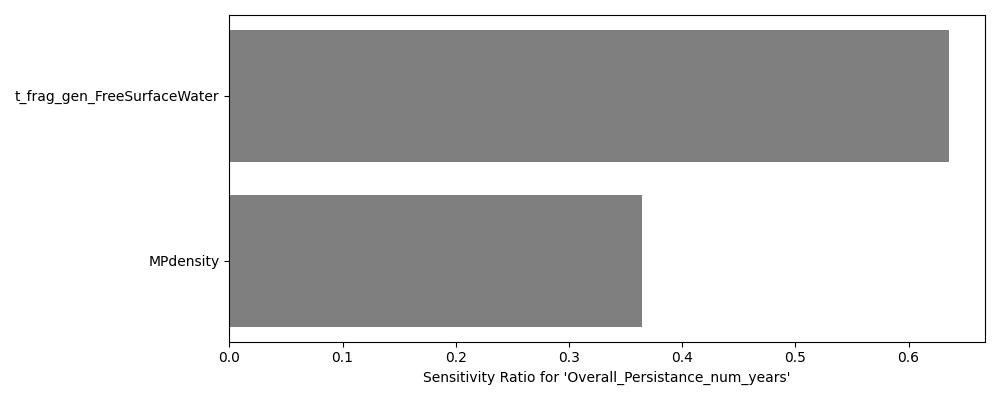 t_frag_gen_FreeSurfaceWater
MPdensity
0.0 0.1 0.2 0.3 0.4 0.5 0.6
Sensitivity Ratio for 'Overall_Persistance_num_years'